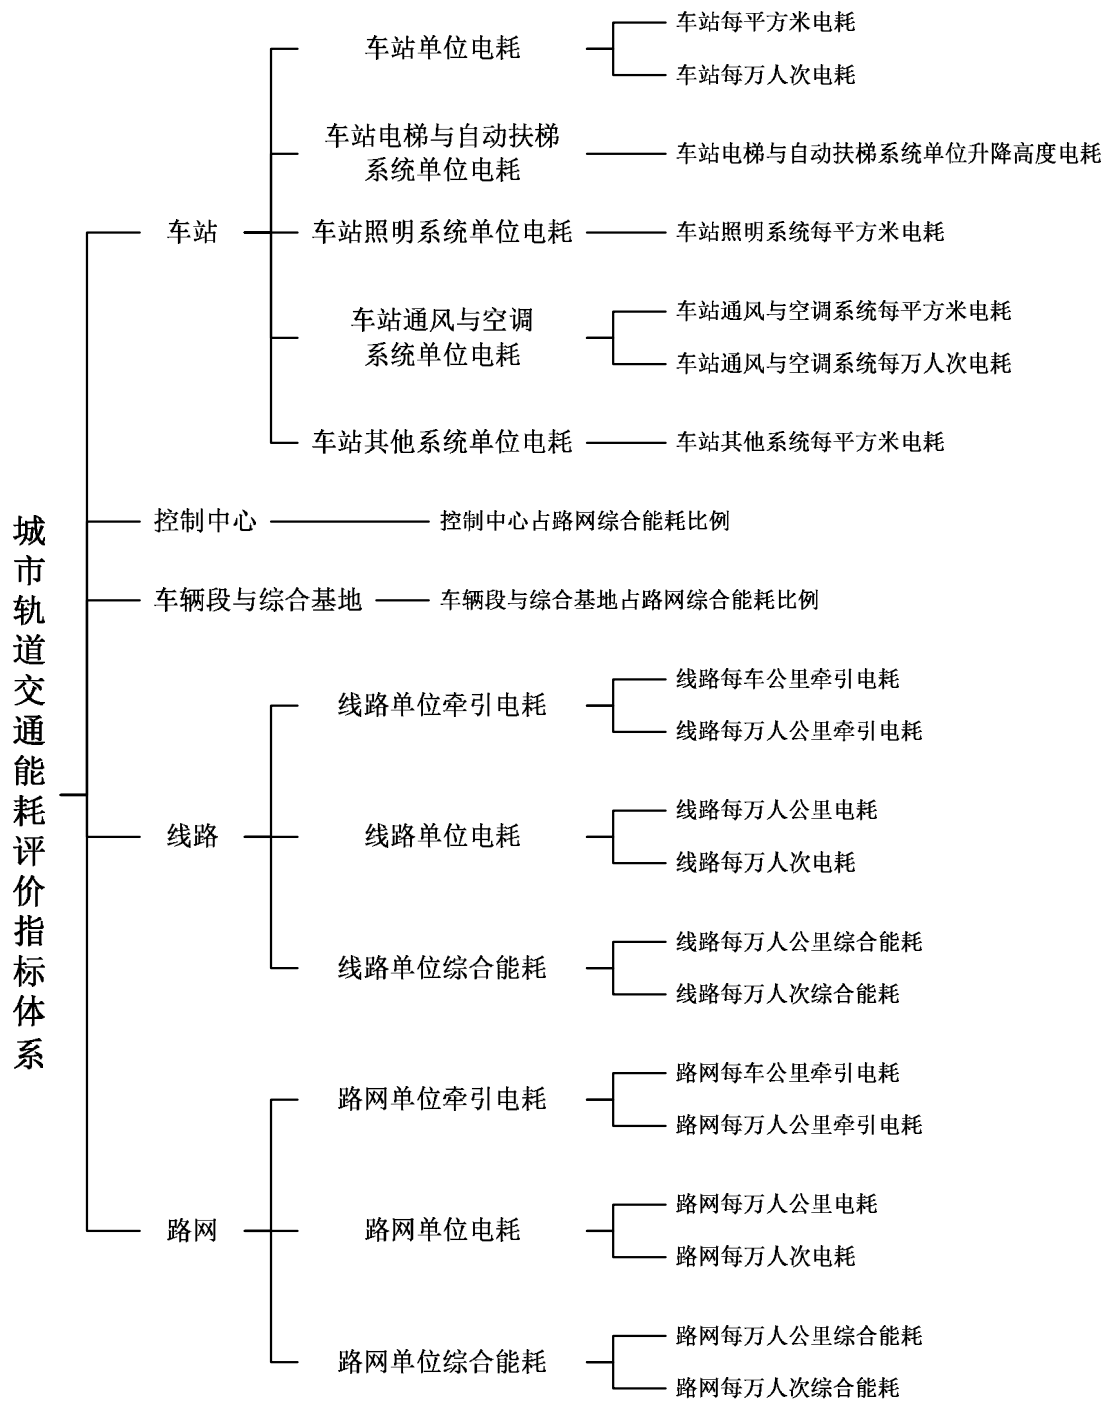 城市轨道交通能耗评价指标体系
车站
车站单位电耗
车站每平方米电耗
车站每万人次电耗
车站电梯与自动扶梯
系统单位电耗
车站电梯与自动扶梯系统单位升降高度电耗
车站照明系统单位电耗
车站照明系统每平方米电耗
车站通风与空调
系统单位电耗
车站通风与空调系统每平方米电耗
车站通风与空调系统每万人次电耗
车站其他系统单位电耗
车站其他系统每平方米电耗
控制中心
控制中心占路网综合能耗比例
车辆段与综合基地
车辆段与综合基地占路网综合能耗比例
线路
线路单位牵引电耗
线路每车公里牵引电耗
线路每万人公里牵引电耗
线路单位电耗
线路每万人公里电耗
线路每万人次电耗
线路单位综合能耗
线路每万人公里综合能耗
线路每万人次综合能耗
路网
路网单位牵引电耗
路网每车公里牵引电耗
路网每万人公里牵引电耗
路网单位电耗
路网每万人公里电耗
路网每万人次电耗
路网单位综合能耗
路网每万人公里综合能耗
路网每万人次综合能耗